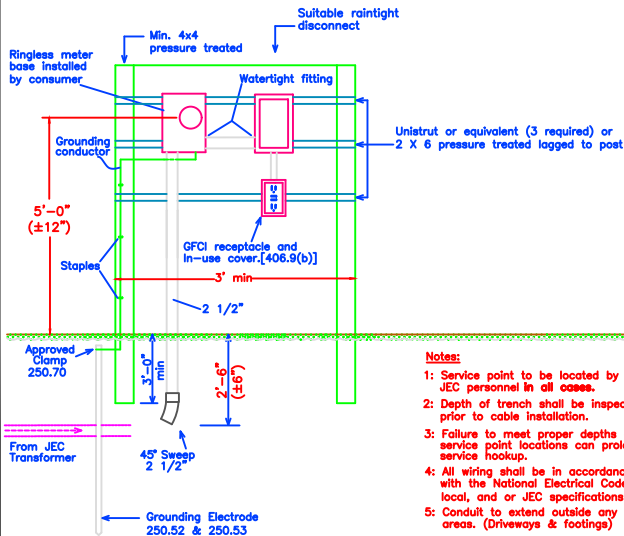 Suitable raintight
disconnect
Min. 4x4
pressure treated
Ringless meter
base installed
by consumer
Watertight fitting
Unistrut or equivalent (3 required) or
2 X 6 pressure treated lagged to post
Grounding
conductor
5'-0"
(±12")
GFCI receptacle and
In-use cover.[406.9(b)]
Staples
3' min
2 1/2"
Approved
Clamp
250.70
3'-0"
min
2'-6"
(±6")
From JEC
Transformer
45° Sweep
2 1/2"
Grounding Electrode
250.52 & 250.53
Notes:
1: Service point to be located by
JEC personnel in all cases.
2: Depth of trench shall be inspec
prior to cable installation.
3: Failure to meet proper depths
service point locations can prol
service hookup.
4: All wiring shall be in accordanc
with the National Electrical Code
local, and or JEC specifications
5: Conduit to extend outside any
areas. (Driveways & footings)